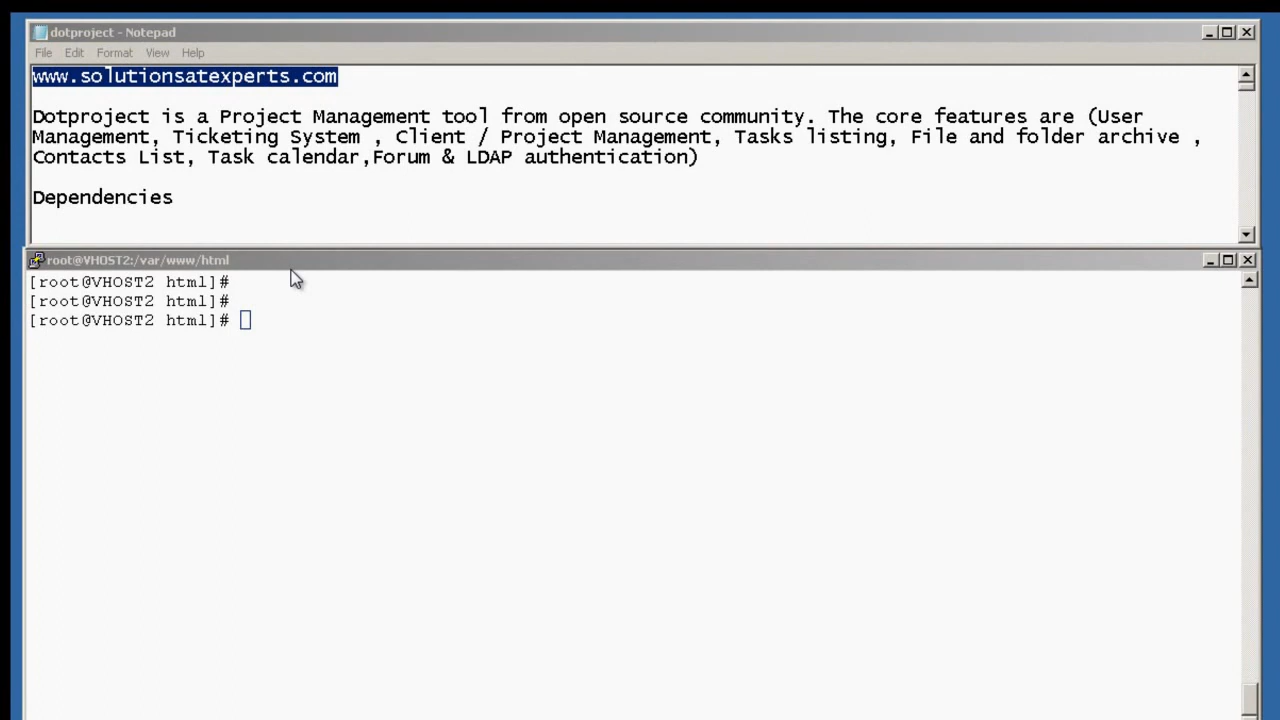 dotproject - Notepad
File Edit Format View Help
www.solutionsatexperts.com
Dotproject is a Project Management tool from open source community. The core features are (User
Management, Ticketing System , Client / Project Management, Tasks listing, File and folder archive ,
Contacts List, Task calendar,Forum & LDAP authentication)
Dependencies
root@VHOST2:/var/www/html
[root@VHOST2 html]#
[root@VHOST2 html]#
[root@VHOST2 html]#